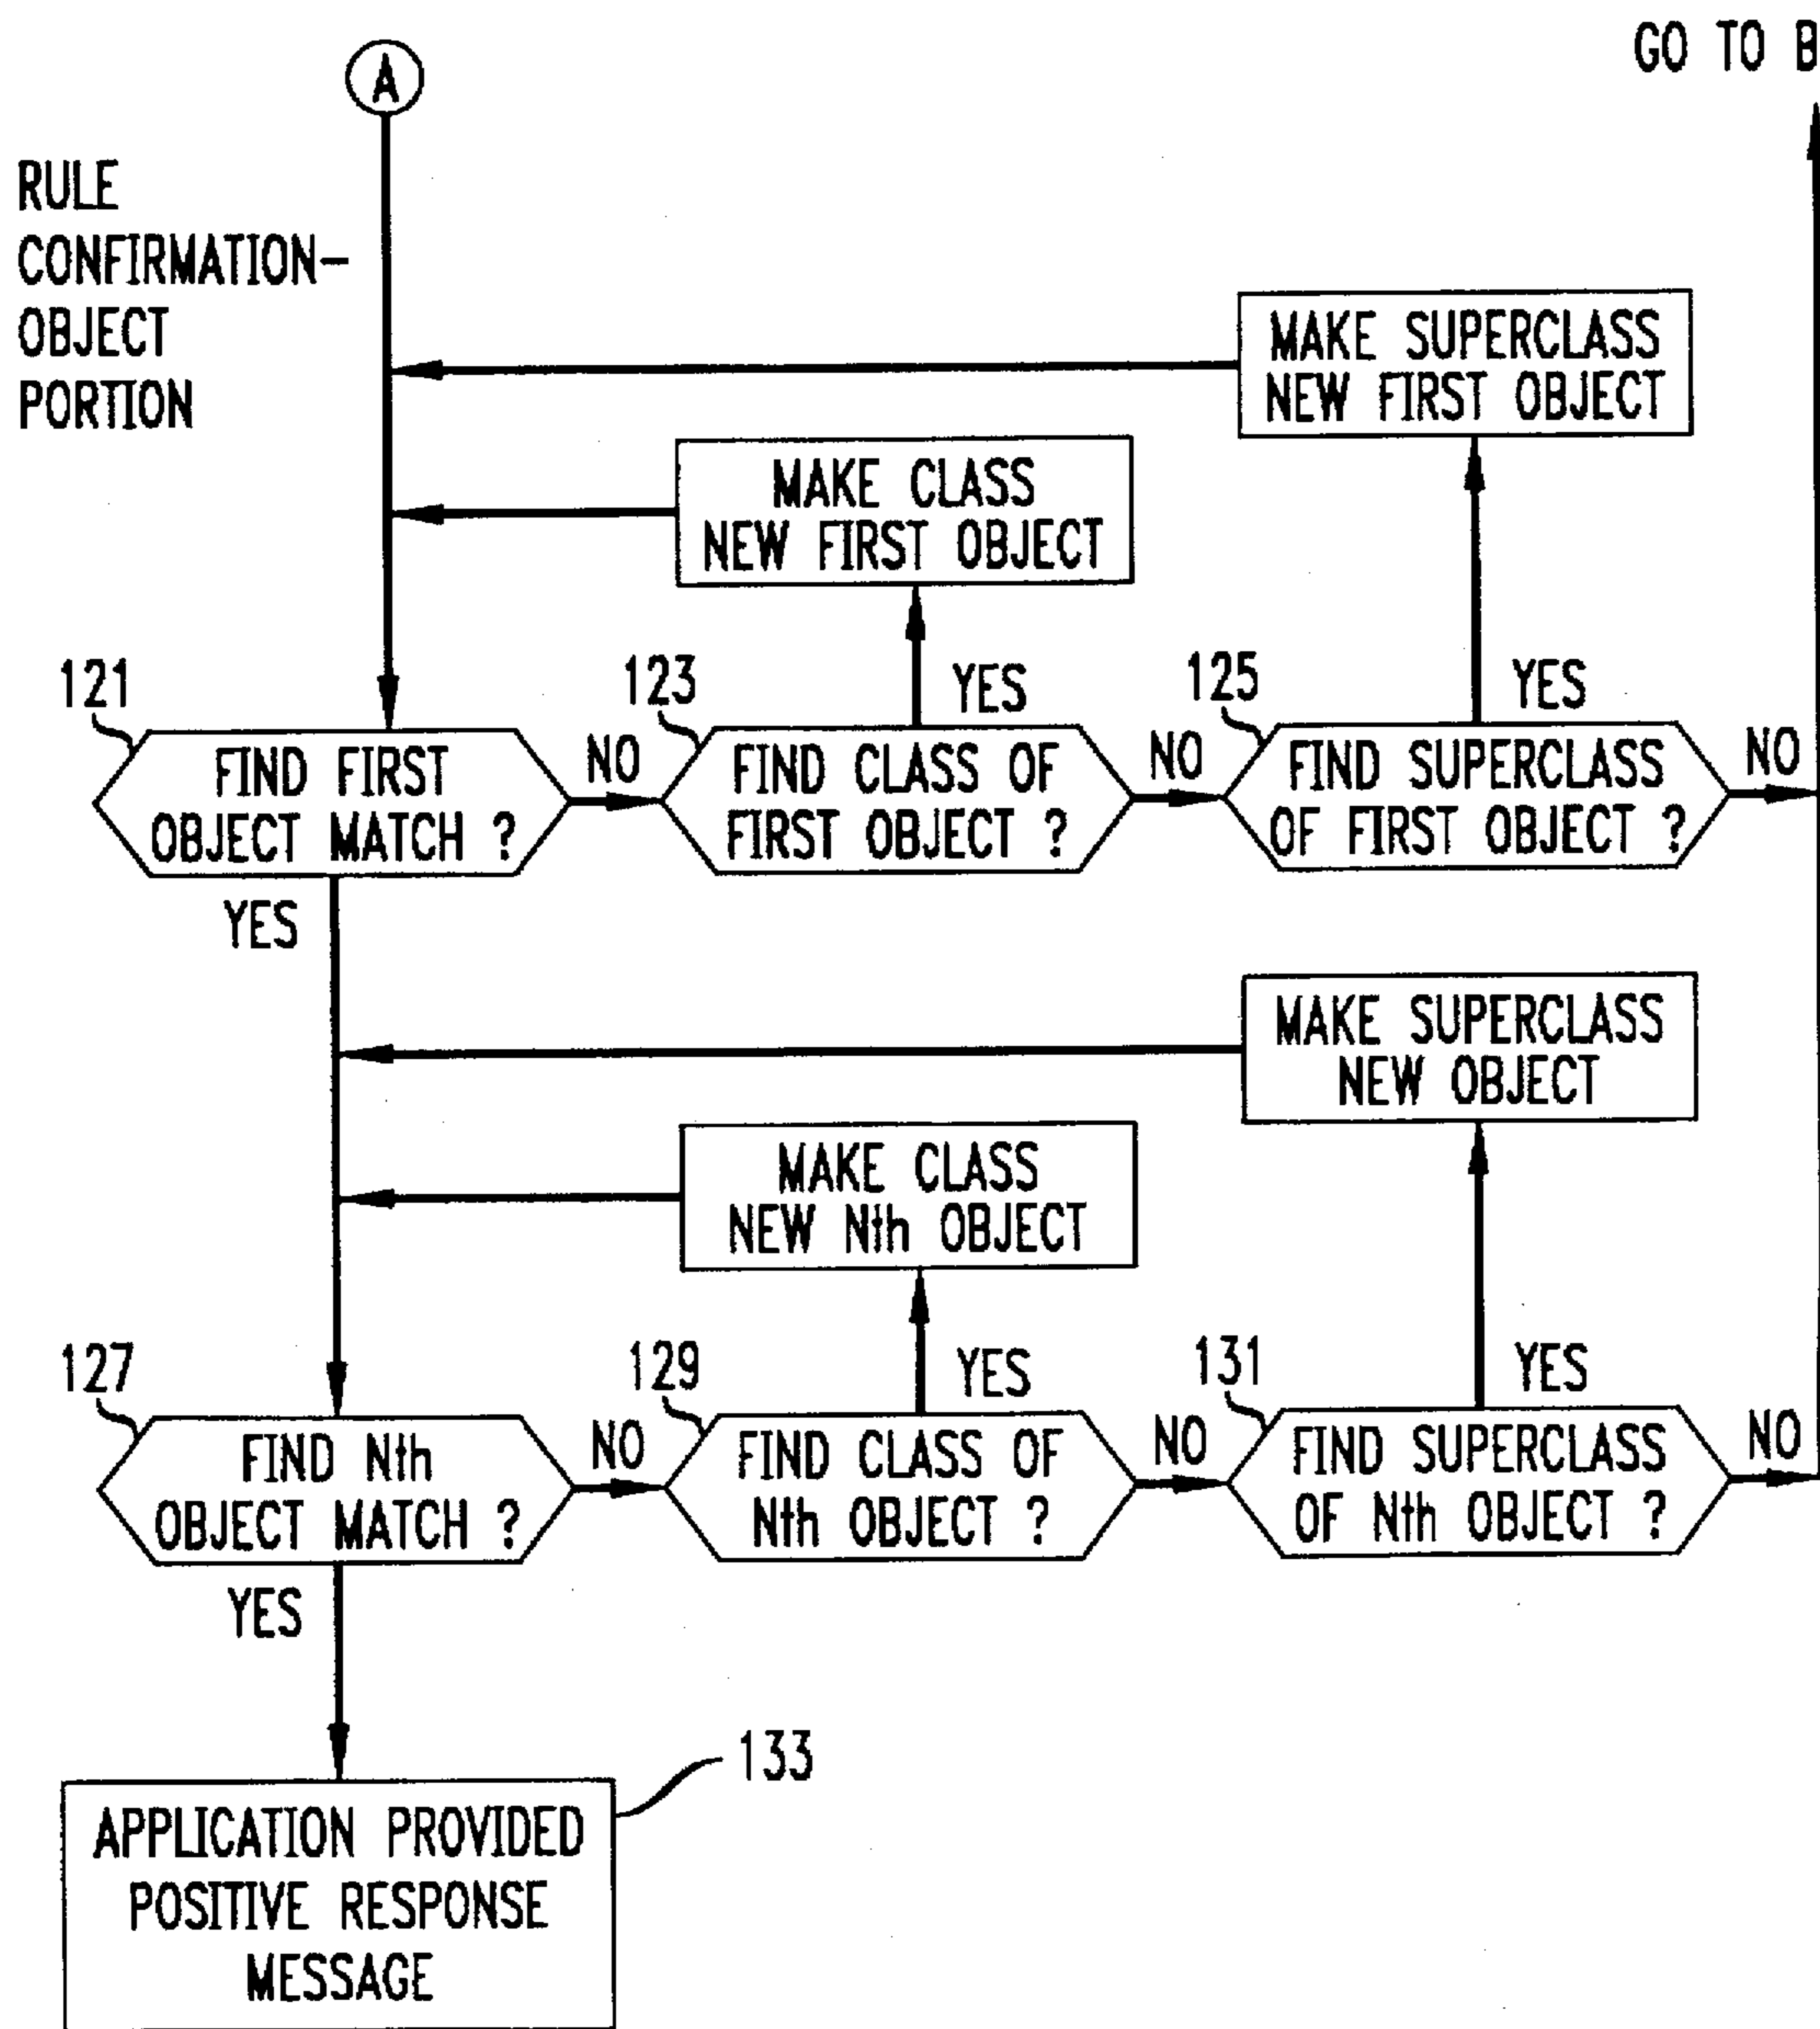 A
GO TO B
RULE
CONFIRMATION-
OBJECT
PORTION
MAKE SUPERCLASS
NEW FIRST OBJECT
MAKE CLASS
NEW FIRST OBJECT
121
123
YES
125
YES
FIND FIRST
OBJECT MATCH ?
NO
FIND CLASS OF
FIRST OBJECT ?
NO
FIND SUPERCLASS
OF FIRST OBJECT ?
NO
YES
MAKE SUPERCLASS
NEW OBJECT
MAKE CLASS
NEW Nth OBJECT
127
129
YES
131
YES
FIND Nth
OBJECT MATCH ?
NO
FIND CLASS OF
Nth OBJECT ?
NO
FIND SUPERCLASS
OF Nth OBJECT ?
NO
YES
133
APPLICATION PROVIDED
POSITIVE RESPONSE
MESSAGE